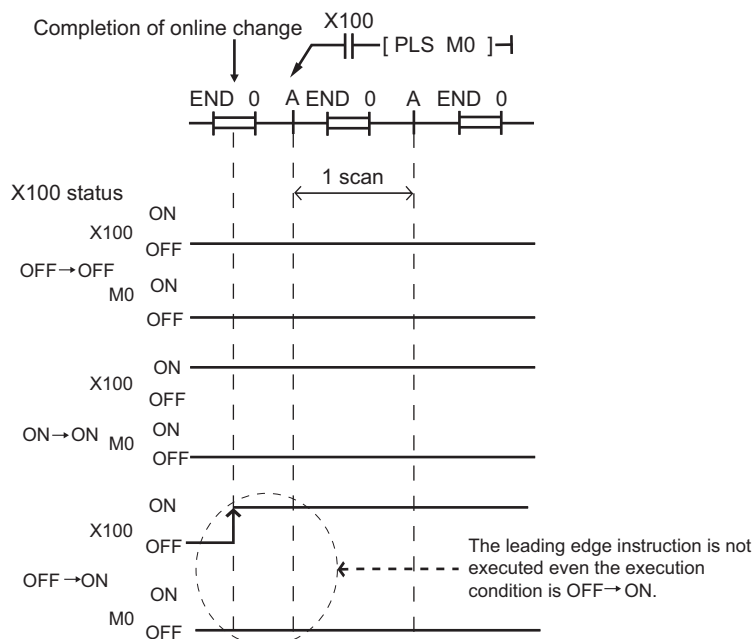 X100
Completion of online change
[ PLS M0 ]
END 0 A END 0 A END 0
1 scan
X100 status
ON
X100
OFF
OFF→OFF
ON
M0
OFF
ON
X100
OFF
ON
ON→ON M0
OFF
ON
X100
OFF
The leading edge instruction is not
executed even the execution
condition is OFF→ON.
OFF→ON
ON
M0
OFF